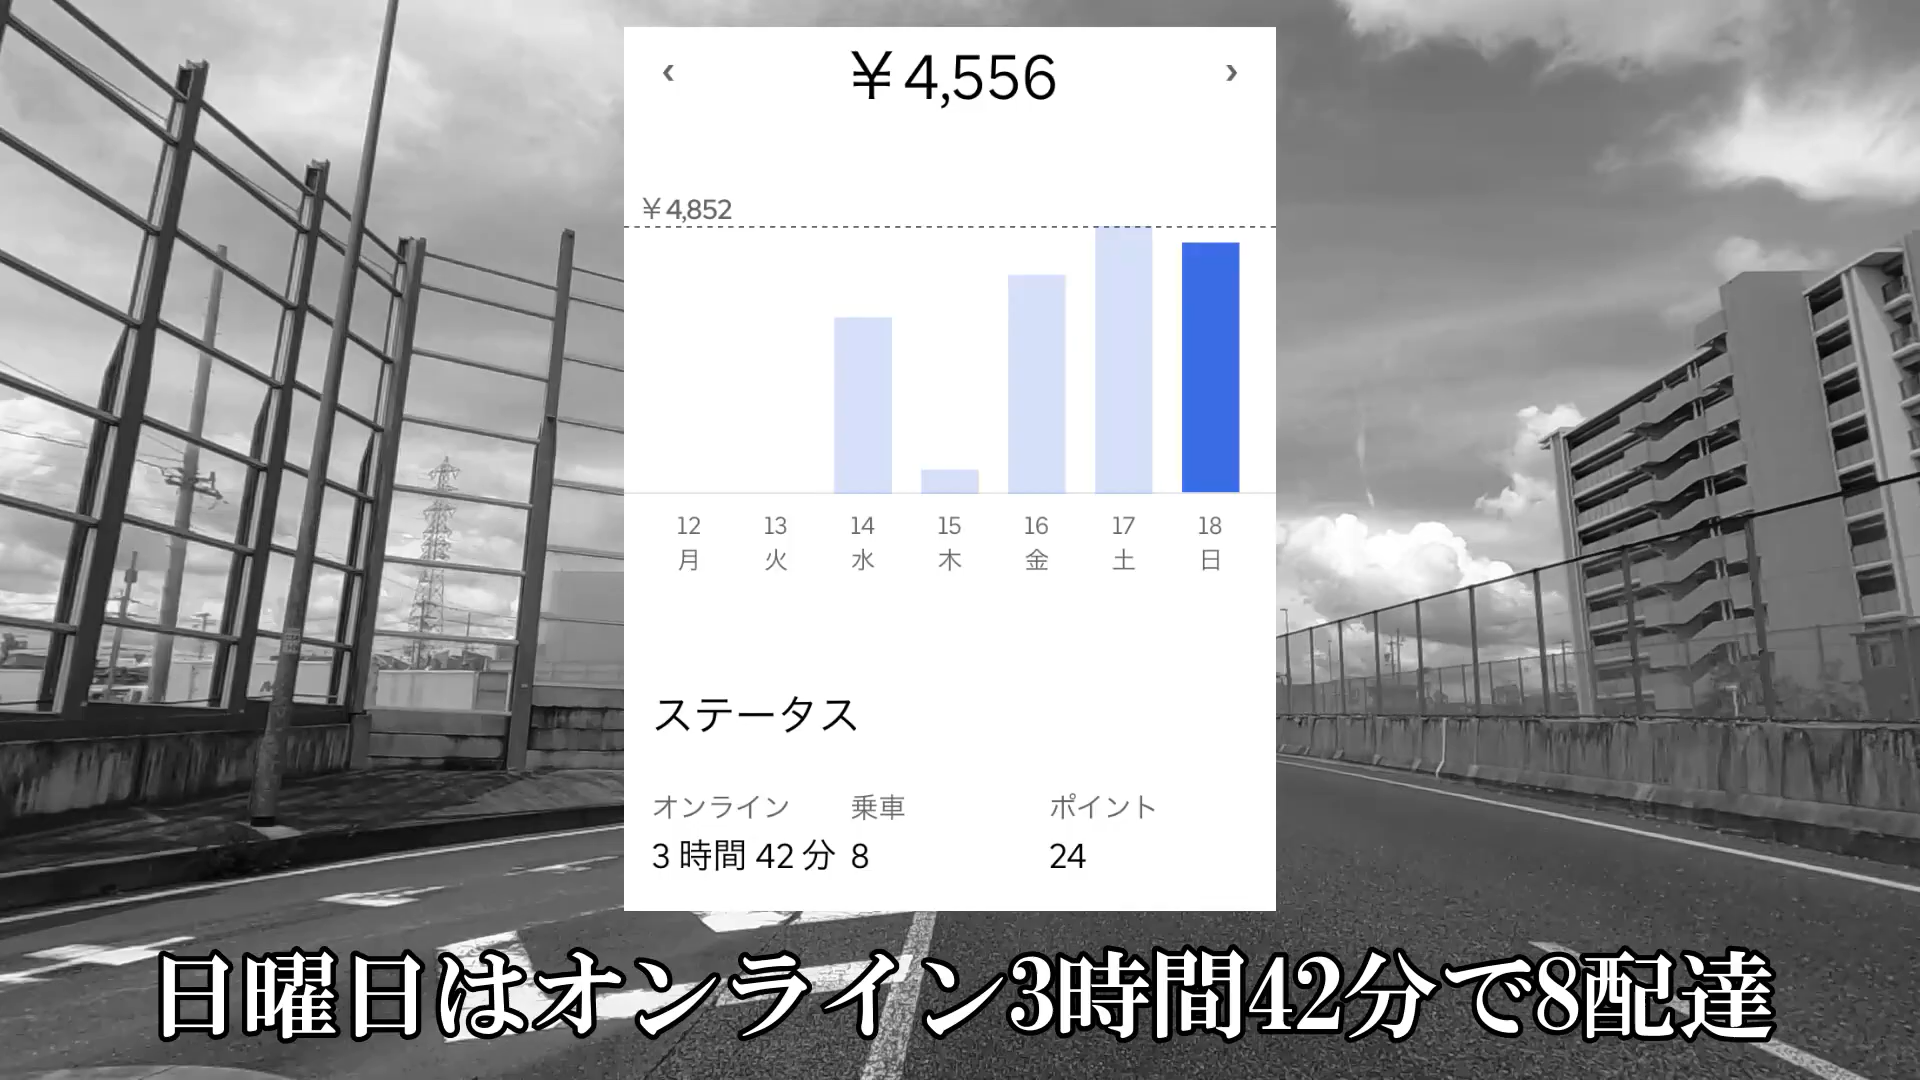 ‹ ￥4,556 ›
￥4,852
12 13 14 15 16 17 18
月 火 水 木 金 土 日
ステータス
オンライン 乗車 ポイント
3 時間 42 分 8 24
日曜日はオンライン3時間42分で8配達